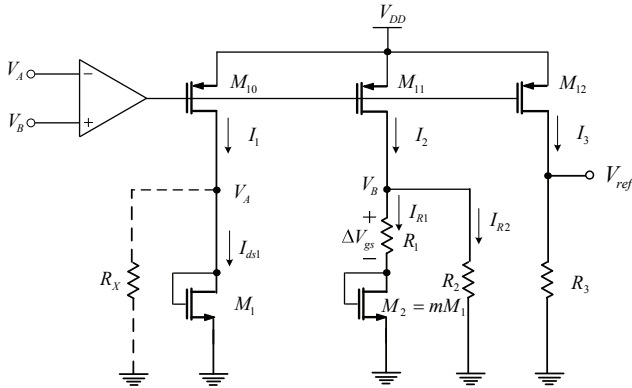 V_DD
V_A
−
V_B
+
M_10
M_11
M_12
I_1
I_2
I_3
V_A
V_B
V_ref
I_ds1
+
ΔV_gs
−
R_1
I_R1
I_R2
R_X
M_1
M_2 = mM_1
R_2
R_3